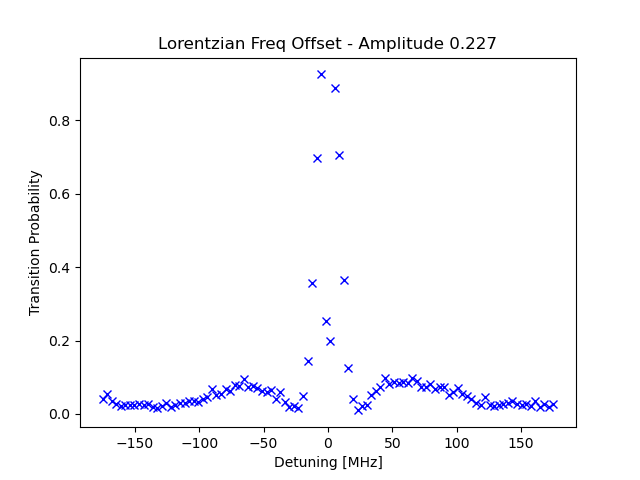 Lorentzian Freq Offset - Amplitude 0.227
Transition Probability
0.8
0.6
0.4
0.2
0.0
−150 −100 −50 0 50 100 150
Detuning [MHz]